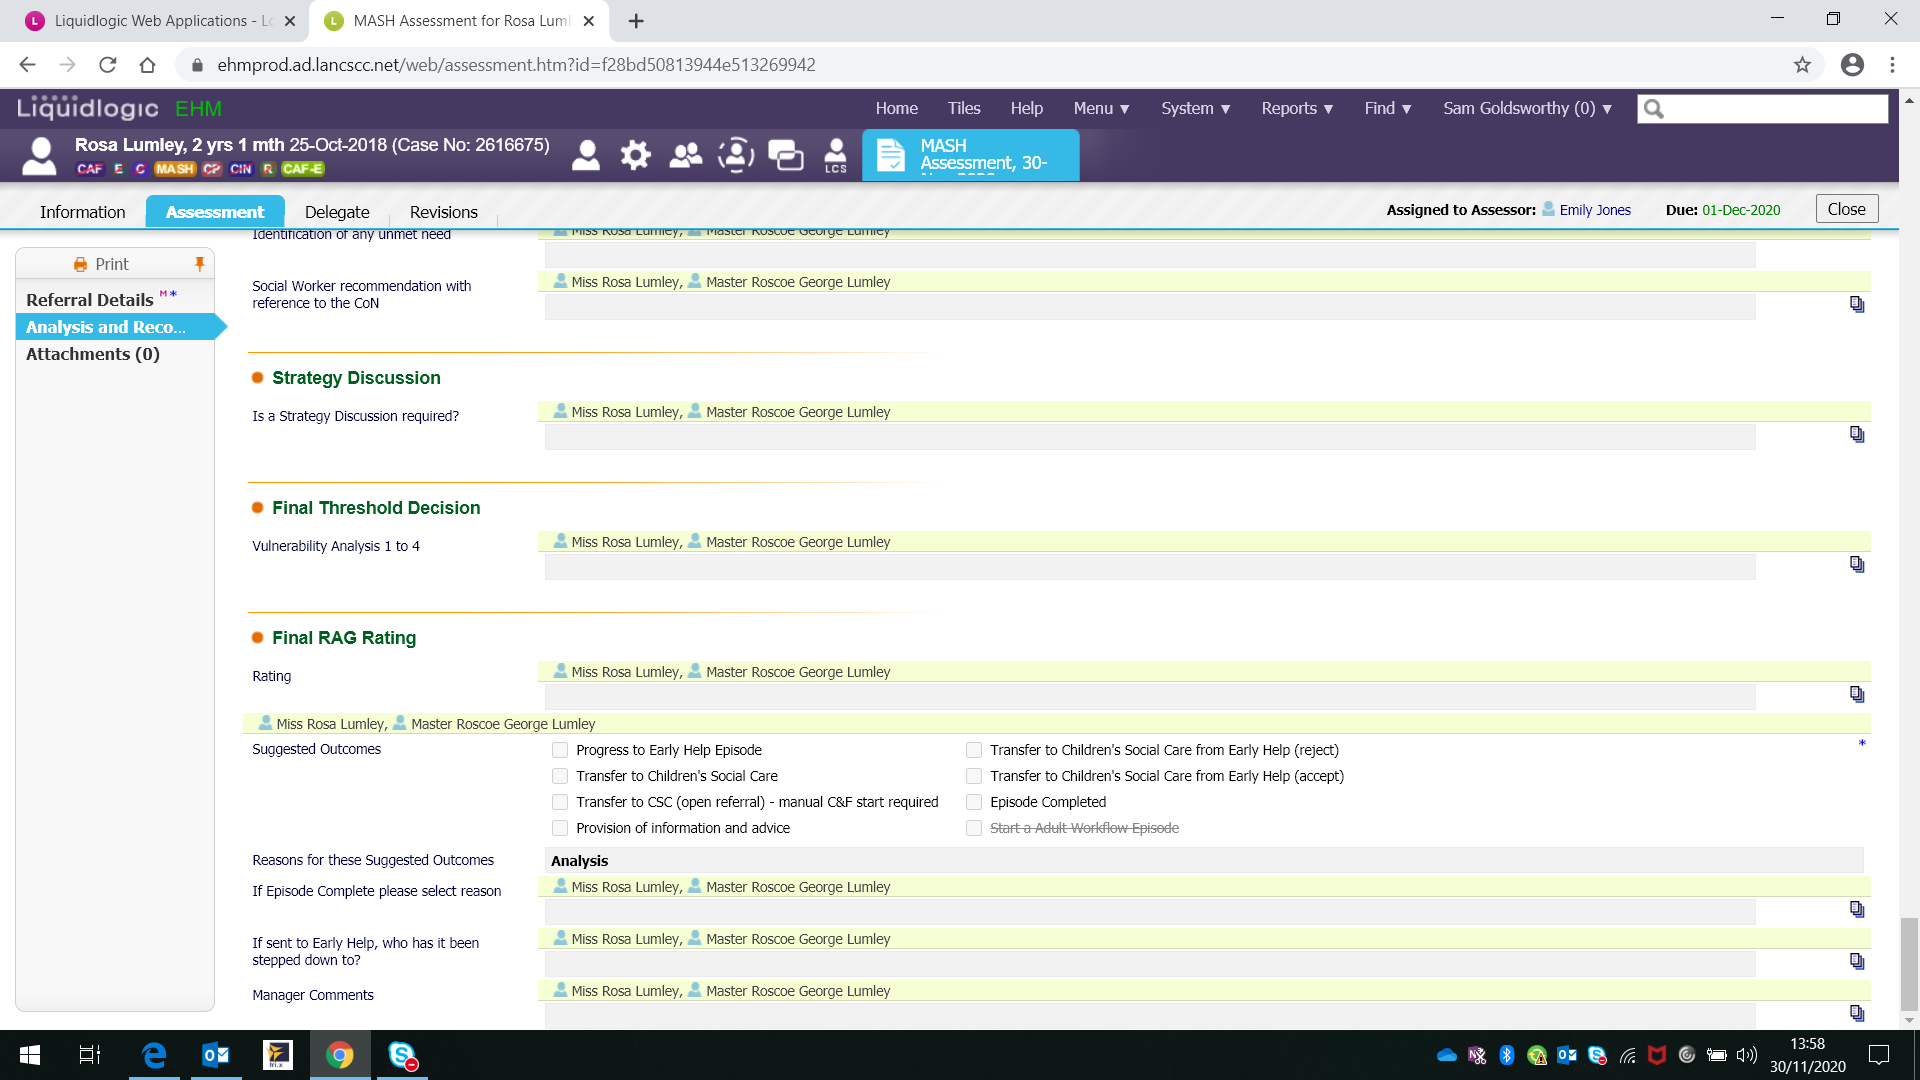 Liquidlogic Web Applications - Lo
MASH Assessment for Rosa Lum
ehmprod.ad.lancscc.net/web/assessment.htm?id=f28bd50813944e513269942
Liquidlogic EHM
Home Tiles Help Menu ▼ System ▼ Reports ▼ Find ▼ Sam Goldsworthy (0) ▼
Rosa Lumley, 2 yrs 1 mth 25-Oct-2018 (Case No: 2616675)
CAF E C MASH CP CIN R CAF-E
LCS
MASH
Assessment, 30-
Information Assessment Delegate Revisions
Assigned to Assessor: Emily Jones Due: 01-Dec-2020 Close
Print
Referral Details M *
Analysis and Reco...
Attachments (0)
Identification of any unmet need Miss Rosa Lumley, Master Roscoe George Lumley
Social Worker recommendation with
reference to the CoN
Miss Rosa Lumley, Master Roscoe George Lumley
Strategy Discussion
Is a Strategy Discussion required? Miss Rosa Lumley, Master Roscoe George Lumley
Final Threshold Decision
Vulnerability Analysis 1 to 4 Miss Rosa Lumley, Master Roscoe George Lumley
Final RAG Rating
Rating Miss Rosa Lumley, Master Roscoe George Lumley
Miss Rosa Lumley, Master Roscoe George Lumley
Suggested Outcomes
Progress to Early Help Episode Transfer to Children's Social Care from Early Help (reject) *
Transfer to Children's Social Care Transfer to Children's Social Care from Early Help (accept)
Transfer to CSC (open referral) - manual C&F start required Episode Completed
Provision of information and advice Start a Adult Workflow Episode
Reasons for these Suggested Outcomes Analysis
If Episode Complete please select reason Miss Rosa Lumley, Master Roscoe George Lumley
If sent to Early Help, who has it been
stepped down to?
Miss Rosa Lumley, Master Roscoe George Lumley
Manager Comments Miss Rosa Lumley, Master Roscoe George Lumley
13:58
30/11/2020